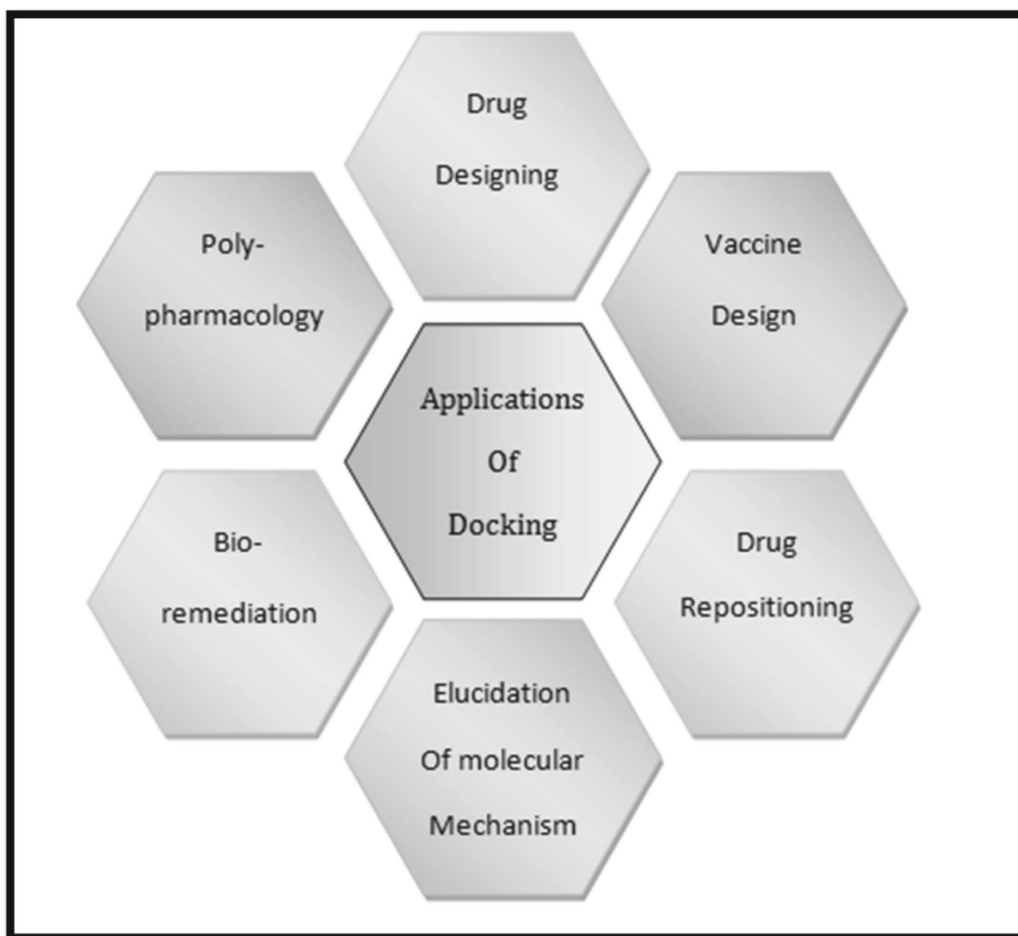 Drug
Designing
Poly-
pharmacology
Vaccine
Design
Applications
Of
Docking
Bio-
remediation
Drug
Repositioning
Elucidation
Of molecular
Mechanism